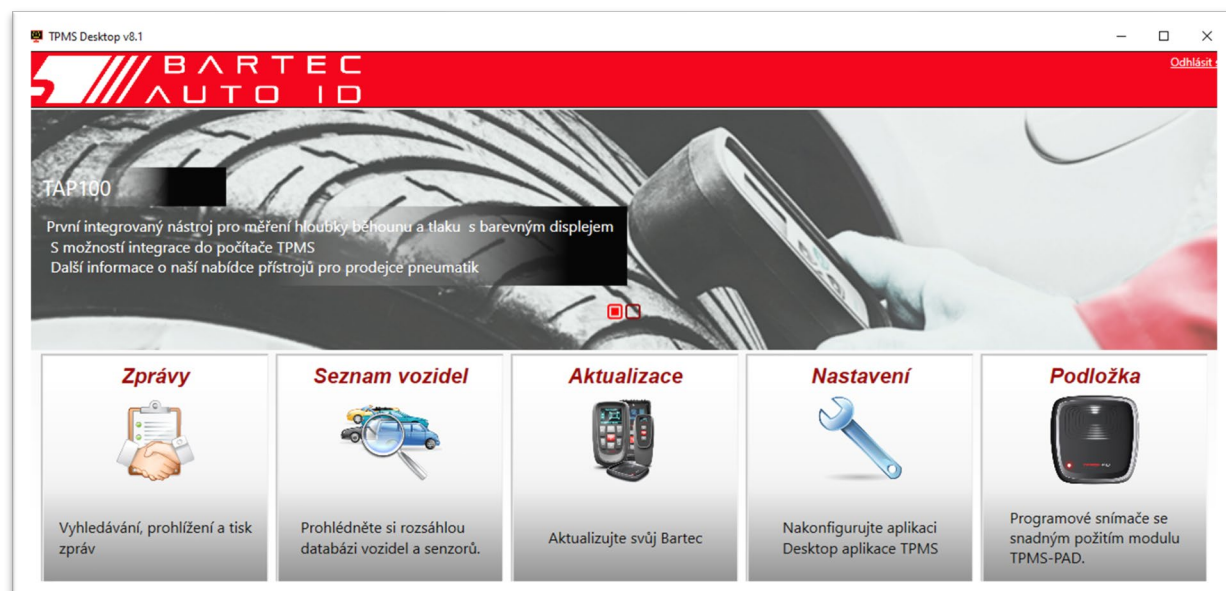 TPMS Desktop v8.1
BARTEC
AUTO ID
Odhlásit
TAP100
První integrovaný nástroj pro měření hloubky běhounu a tlaku s barevným displejem
S možností integrace do počítače TPMS
Další informace o naší nabídce přístrojů pro prodejce pneumatik
Zprávy
Vyhledávání, prohlížení a tisk
zpráv
Seznam vozidel
Prohlédněte si rozsáhlou
databázi vozidel a senzorů.
Aktualizace
Aktualizujte svůj Bartec
Nastavení
Nakonfigurujte aplikaci
Desktop aplikace TPMS
Podložka
Programové snímače se
snadným požitím modulu
TPMS-PAD.